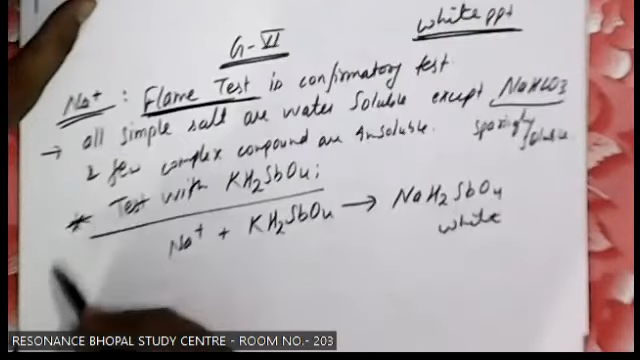 white ppt
G-VI
Na+ : Flame Test is confirmatory test.
→ all simple salt are water soluble except NaHCO3
sparingly soluble
& few complex compound are insoluble.
* Test with KH2SbO4:
Na+ + KH2SbO4 → NaH2SbO4
white
RESONANCE BHOPAL STUDY CENTRE - ROOM NO.- 203